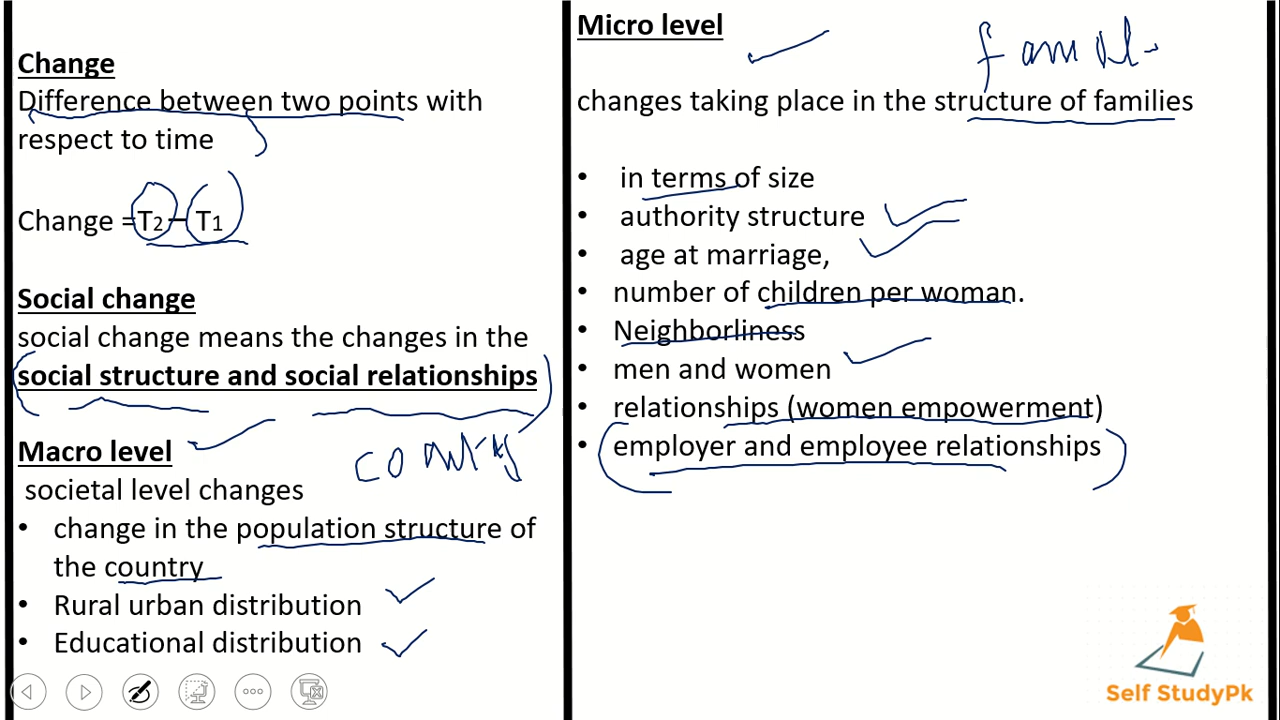 Change
Difference between two points with
respect to time
Change =T2− T1
Social change
social change means the changes in the
social structure and social relationships
Macro level
country
societal level changes
• change in the population structure of
the country
• Rural urban distribution
• Educational distribution
Micro level
changes taking place in the structure of families
• in terms of size
• authority structure
• age at marriage,
• number of children per woman.
• Neighborliness
• men and women
• relationships (women empowerment)
• employer and employee relationships
Self StudyPk